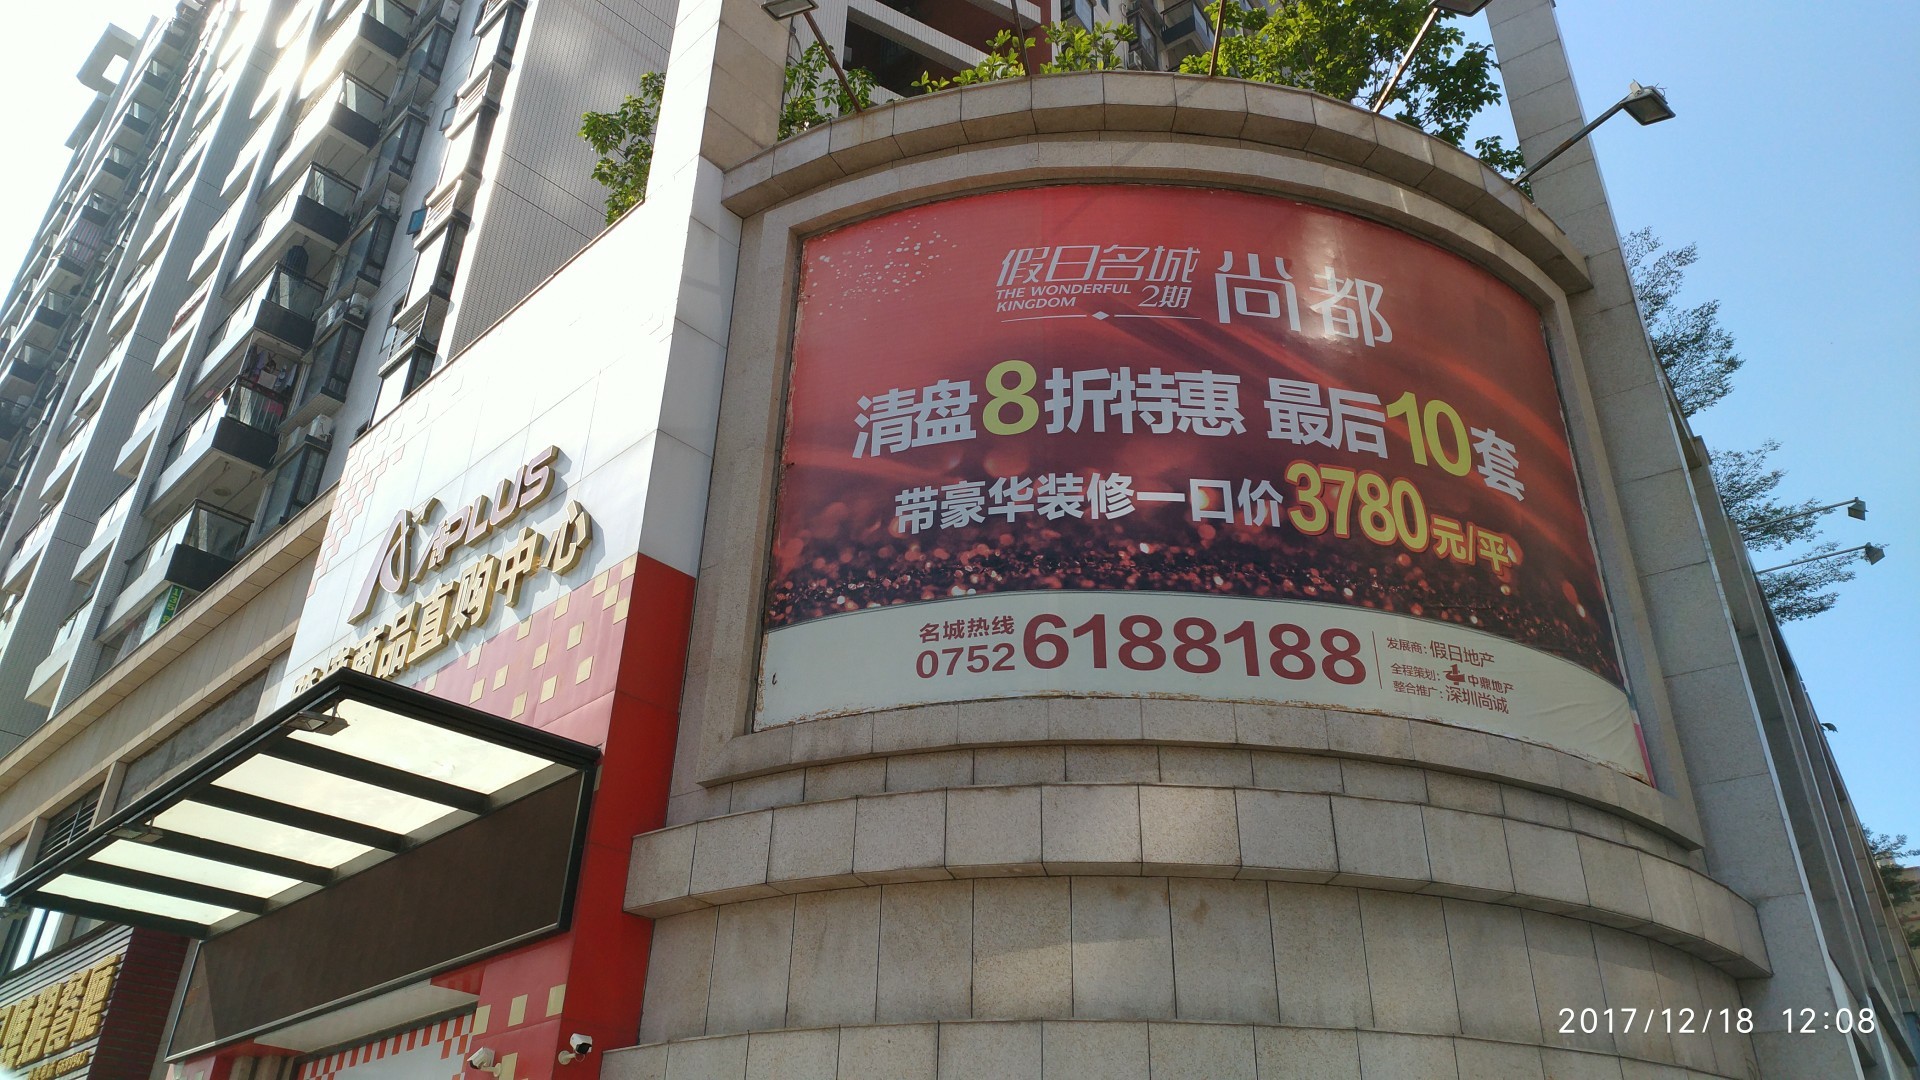 假日名城 尚都
THE WONDERFUL
KINGDOM 2期
清盘8折特惠 最后10套
带豪华装修一口价3780元/平
名城热线
0752 6188188
发展商:假日地产
全程策划:中鼎地产
整合推广:深圳尚诚
A+PLUS
商品直购中心
2017/12/18 12:08